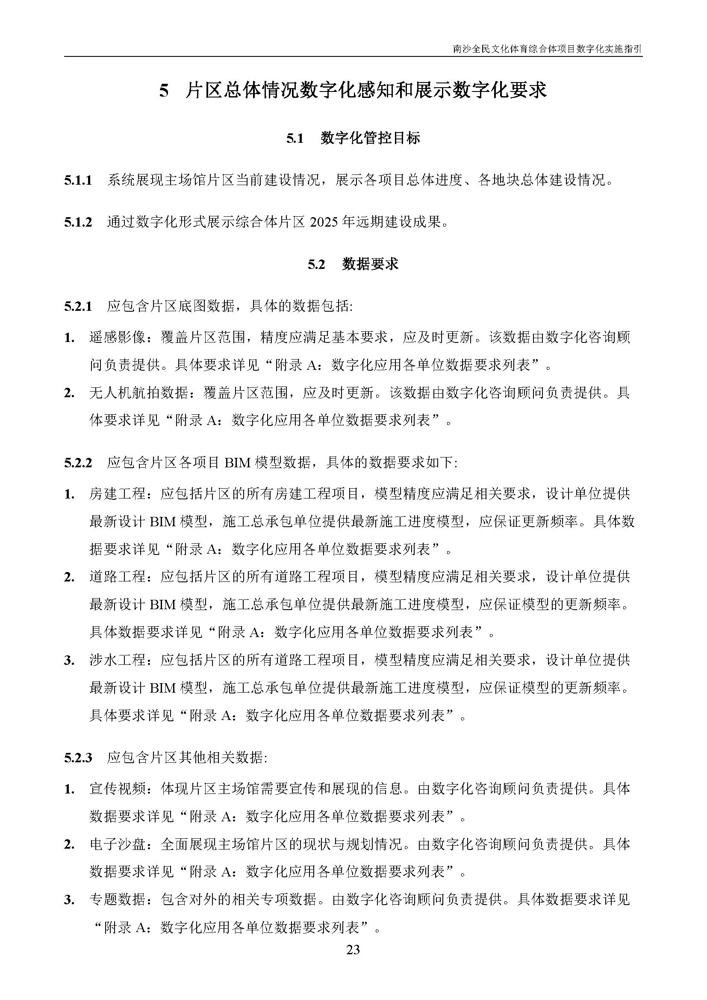 南沙全民文化体育综合体项目数字化实施指引
5 片区总体情况数字化感知和展示数字化要求
5.1 数字化管控目标
5.1.1 系统展现主场馆片区当前建设情况，展示各项目总体进度、各地块总体建设情况。
5.1.2 通过数字化形式展示综合体片区 2025 年远期建设成果。
5.2 数据要求
5.2.1 应包含片区底图数据，具体的数据包括:
1. 遥感影像：覆盖片区范围，精度应满足基本要求，应及时更新。该数据由数字化咨询顾
问负责提供。具体要求详见“附录 A：数字化应用各单位数据要求列表”。
2. 无人机航拍数据：覆盖片区范围，应及时更新。该数据由数字化咨询顾问负责提供。具
体要求详见“附录 A：数字化应用各单位数据要求列表”。
5.2.2 应包含片区各项目 BIM 模型数据，具体的数据要求如下:
1. 房建工程：应包括片区的所有房建工程项目，模型精度应满足相关要求，设计单位提供
最新设计 BIM 模型，施工总承包单位提供最新施工进度模型，应保证更新频率。具体数
据要求详见“附录 A：数字化应用各单位数据要求列表”。
2. 道路工程：应包括片区的所有道路工程项目，模型精度应满足相关要求，设计单位提供
最新设计 BIM 模型，施工总承包单位提供最新施工进度模型，应保证模型的更新频率。
具体数据要求详见“附录 A：数字化应用各单位数据要求列表”。
3. 涉水工程：应包括片区的所有道路工程项目，模型精度应满足相关要求，设计单位提供
最新设计 BIM 模型，施工总承包单位提供最新施工进度模型，应保证模型的更新频率。
具体要求详见“附录 A：数字化应用各单位数据要求列表”。
5.2.3 应包含片区其他相关数据:
1. 宣传视频：体现片区主场馆需要宣传和展现的信息。由数字化咨询顾问负责提供。具体
数据要求详见“附录 A：数字化应用各单位数据要求列表”。
2. 电子沙盘：全面展现主场馆片区的现状与规划情况。由数字化咨询顾问负责提供。具体
数据要求详见“附录 A：数字化应用各单位数据要求列表”。
3. 专题数据：包含对外的相关专项数据。由数字化咨询顾问负责提供。具体数据要求详见
“附录 A：数字化应用各单位数据要求列表”。
23